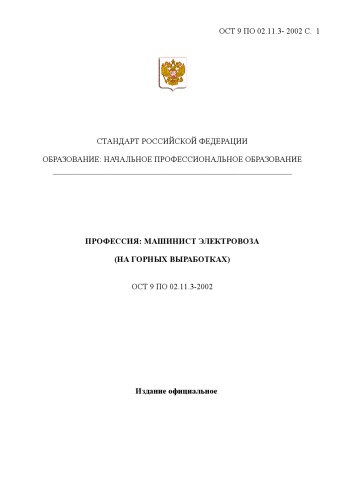 ОСТ 9 ПО 02.11.3- 2002 С. 1
СТАНДАРТ РОССИЙСКОЙ ФЕДЕРАЦИИ
ОБРАЗОВАНИЕ: НАЧАЛЬНОЕ ПРОФЕССИОНАЛЬНОЕ ОБРАЗОВАНИЕ
ПРОФЕССИЯ: МАШИНИСТ ЭЛЕКТРОВОЗА
(НА ГОРНЫХ ВЫРАБОТКАХ)
ОСТ 9 ПО 02.11.3-2002
Издание официальное